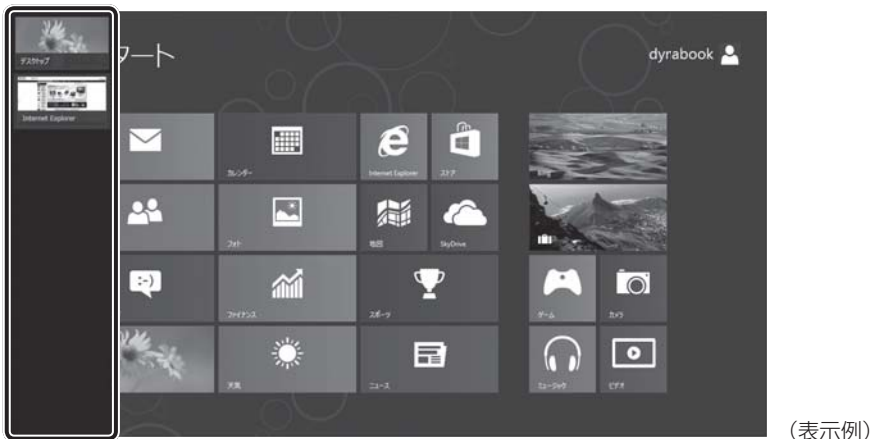 デスクトップ
Internet Explorer
タート
dyrabook
カレンダー
Internet Explorer
ストア
Bing
フォト
地図
SkyDrive
ファイナンス
スポーツ
ゲーム
カメラ
天気
ニュース
ミュージック
ビデオ
（表示例）